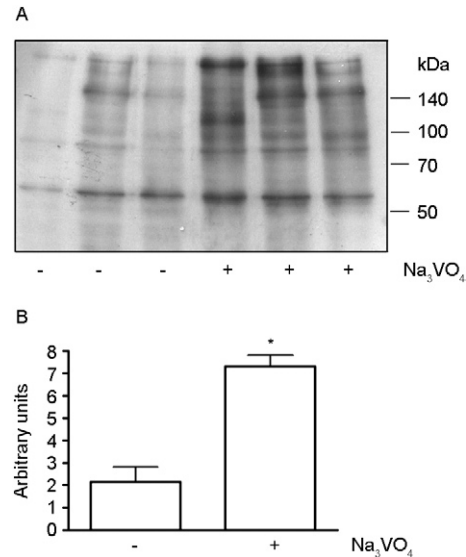 A
kDa
140
100
70
50
- - - + + + Na₃VO₄
B
*
8
7
6
5
4
3
2
1
0
Arbitrary units
- + Na₃VO₄